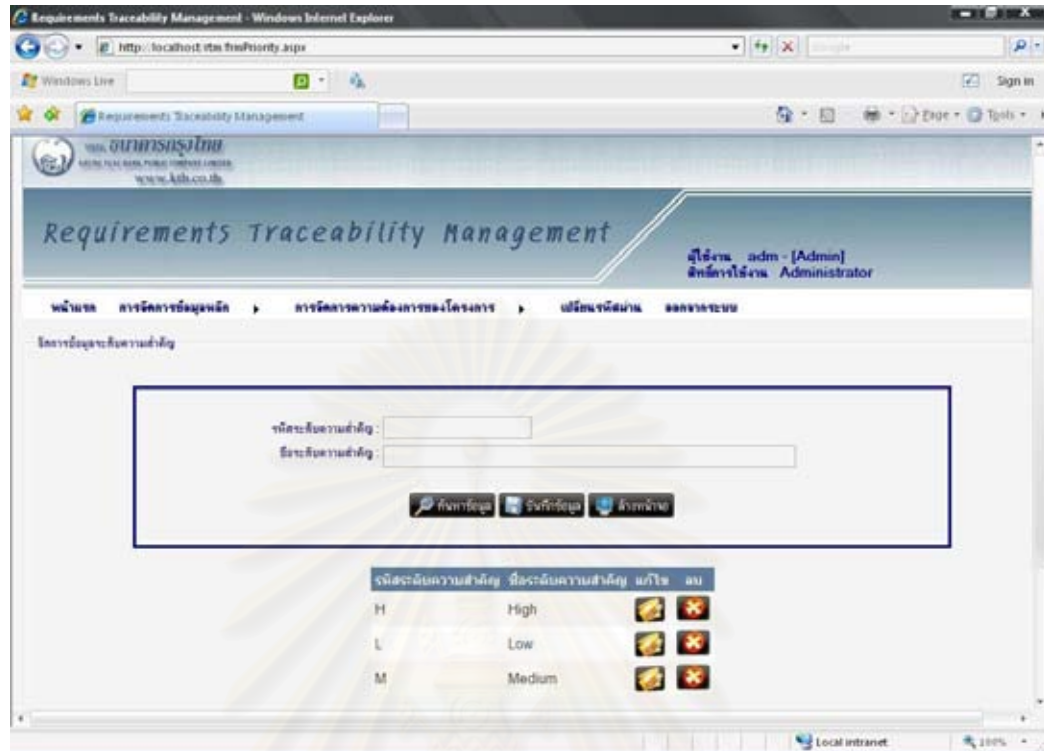 Requirements Traceability Management - Windows Internet Explorer
http://localhost/rtm/frmPriority.aspx
Google
Windows Live
Sign in
Requirements Traceability Management
Page
Tools
บมจ. ธนาคารกรุงไทย
KRUNG THAI BANK PUBLIC COMPANY LIMITED
www.ktb.co.th
Requirements Traceability Management
ผู้ใช้งาน adm - [Admin]
สิทธิ์การใช้งาน Administrator
หน้าแรก การจัดการข้อมูลหลัก การจัดการความต้องการของโครงการ เปลี่ยนรหัสผ่าน ออกจากระบบ
จัดการข้อมูลระดับความสำคัญ
รหัสระดับความสำคัญ :
ชื่อระดับความสำคัญ :
ค้นหาข้อมูล บันทึกข้อมูล ล้างหน้าจอ
รหัสระดับความสำคัญ ชื่อระดับความสำคัญ แก้ไข ลบ
H High
L Low
M Medium
Local intranet
100%